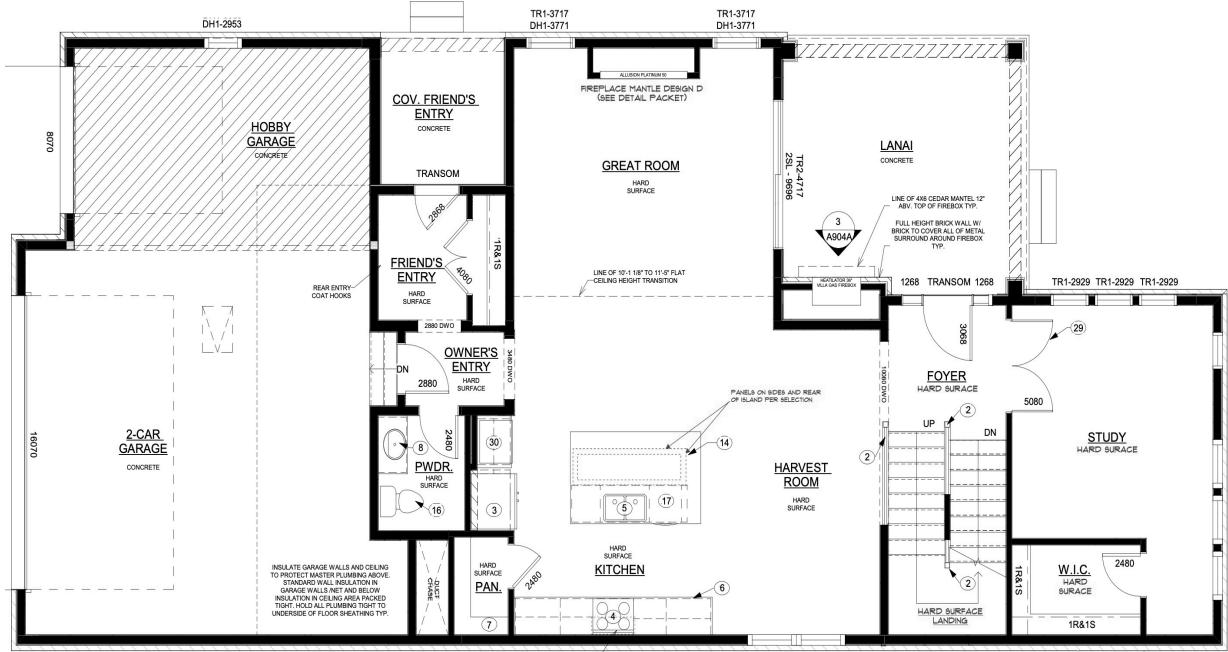 DH1-2953
TR1-3717
DH1-3771
TR1-3717
DH1-3771
8070
HOBBY
GARAGE
CONCRETE
COV. FRIEND'S
ENTRY
CONCRETE
TRANSOM
ALLUSION PLATINUM 50
FIREPLACE MANTLE DESIGN D
(SEE DETAIL PACKET)
GREAT ROOM
HARD
SURFACE
TR2-4717
2SL - 9696
LANAI
CONCRETE
LINE OF 4X6 CEDAR MANTEL 12"
ABV. TOP OF FIREBOX TYP.
FULL HEIGHT BRICK WALL W/
BRICK TO COVER ALL OF METAL
SURROUND AROUND FIREBOX
TYP.
3
A904A
HEATILATOR 36"
VILLA GAS FIREBOX
2868
1R&1S
4080
FRIEND'S
ENTRY
HARD
SURFACE
REAR ENTRY
COAT HOOKS
LINE OF 10'-1 1/8" TO 11'-5" FLAT
CEILING HEIGHT TRANSITION
1268
TRANSOM
1268
TR1-2929
TR1-2929
TR1-2929
2880 DWO
OWNER'S
ENTRY
HARD
SURFACE
3480 DWO
DN
2880
3068
29
FOYER
HARD SURACE
10080 DWO
5080
PANELS ON SIDES AND REAR
OF ISLAND PER SELECTION
2
UP
DN
2-CAR
GARAGE
CONCRETE
16070
8
2480
30
14
PWDR.
HARD
SURFACE
HARVEST
ROOM
HARD
SURFACE
2
STUDY
HARD SURACE
16
3
5
17
INSULATE GARAGE WALLS AND CEILING
TO PROTECT MASTER PLUMBING ABOVE.
STANDARD WALL INSULATION IN
GARAGE WALLS /NET AND BELOW
INSULATION IN CEILING AREA PACKED
TIGHT. HOLD ALL PLUMBING TIGHT TO
UNDERSIDE OF FLOOR SHEATHING TYP.
DUCT
CHASE
HARD
SURFACE
PAN.
7
2480
HARD
SURFACE
KITCHEN
6
4
2
HARD SURFACE
LANDING
1R&1S
W.I.C.
HARD
SURACE
2480
1R&1S